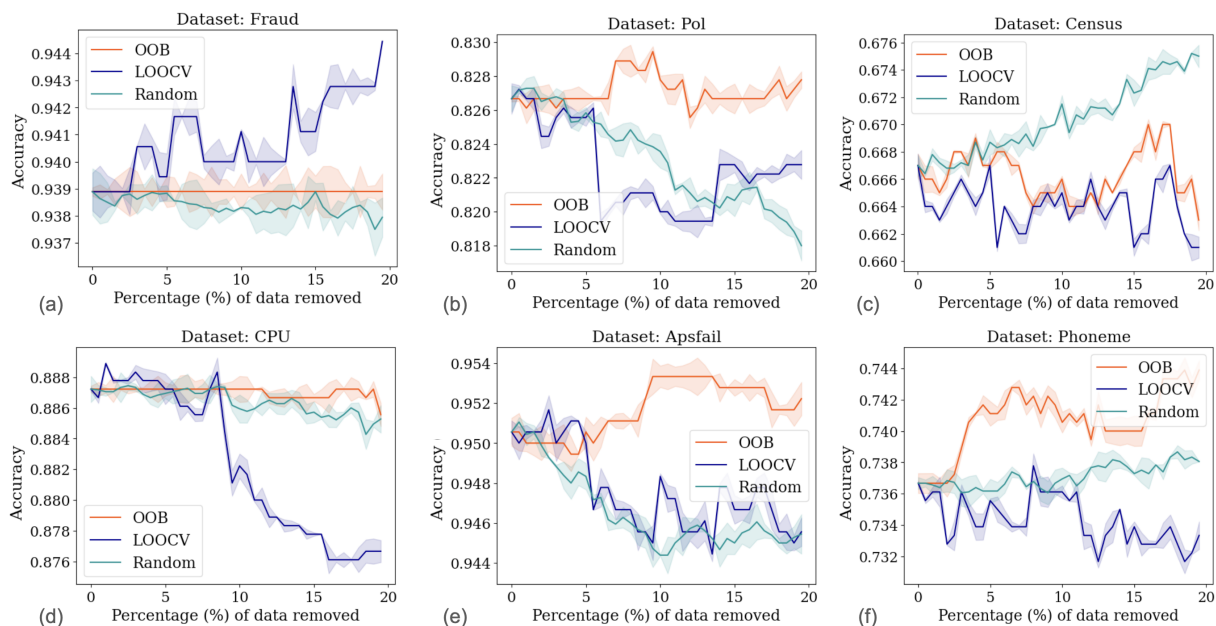 Dataset: Fraud
Accuracy
0.944
0.943
0.942
0.941
0.940
0.939
0.938
0.937
OOB
LOOCV
Random
0 5 10 15 20
Percentage (%) of data removed
(a)
Dataset: Pol
Accuracy
0.830
0.828
0.826
0.824
0.822
0.820
0.818
OOB
LOOCV
Random
0 5 10 15 20
Percentage (%) of data removed
(b)
Dataset: Census
Accuracy
0.676
0.674
0.672
0.670
0.668
0.666
0.664
0.662
0.660
OOB
LOOCV
Random
0 5 10 15 20
Percentage (%) of data removed
(c)
Dataset: CPU
Accuracy
0.888
0.886
0.884
0.882
0.880
0.878
0.876
OOB
LOOCV
Random
0 5 10 15 20
Percentage (%) of data removed
(d)
Dataset: Apsfail
Accuracy
0.954
0.952
0.950
0.948
0.946
0.944
OOB
LOOCV
Random
0 5 10 15 20
Percentage (%) of data removed
(e)
Dataset: Phoneme
Accuracy
0.744
0.742
0.740
0.738
0.736
0.734
0.732
OOB
LOOCV
Random
0 5 10 15 20
Percentage (%) of data removed
(f)